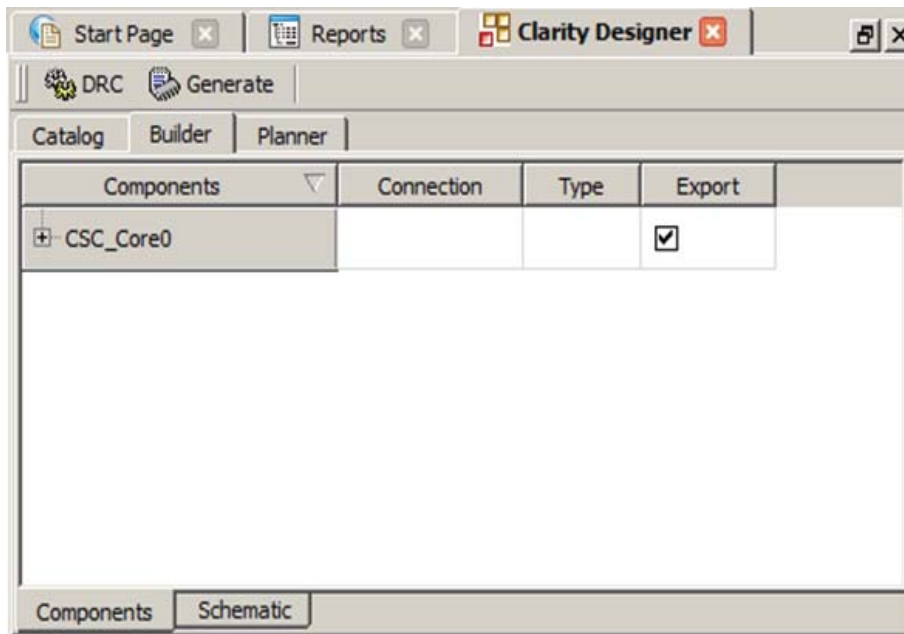 Start Page Reports Clarity Designer
DRC Generate
Catalog Builder Planner
Components Connection Type Export
CSC_Core0
Components Schematic